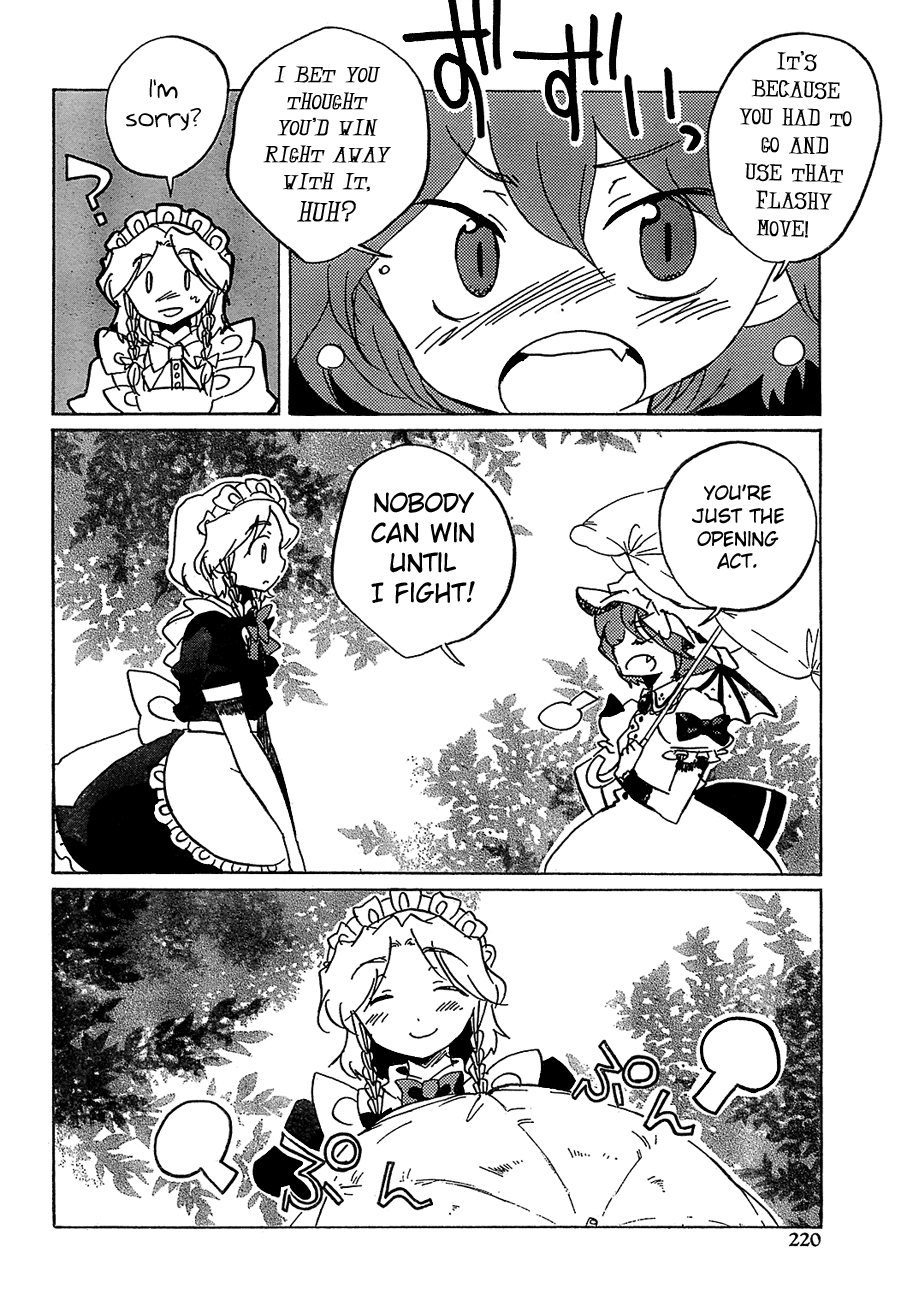 IT'S
BECAUSE
YOU HAD TO
GO AND
USE THAT
FLASHY
MOVE!
ずずいっ
I BET YOU
THOUGHT
YOU'D WIN
RIGHT AWAY
WITH IT,
HUH?
I'm
sorry?
?
YOU'RE
JUST THE
OPENING
ACT.
NOBODY
CAN WIN
UNTIL
I FIGHT!
ぷん
ぷん
220